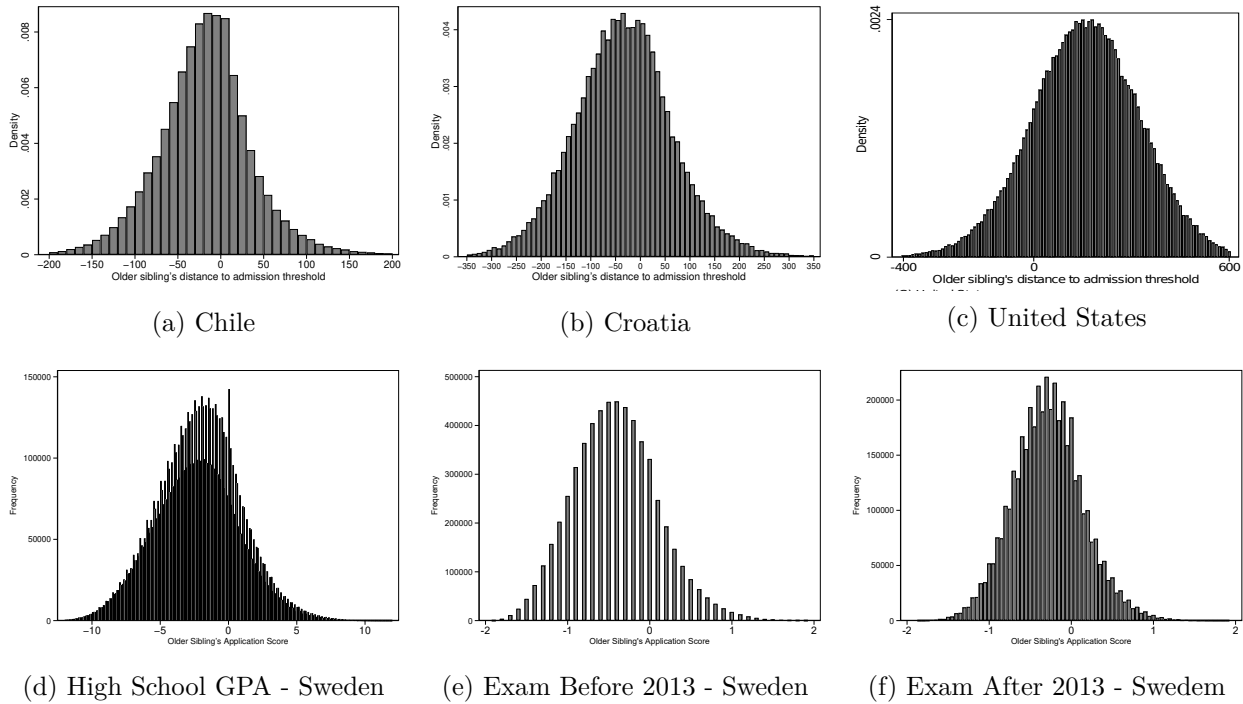 Density
.008
.006
.004
.002
0
−200 −150 −100 −50 0 50 100 150 200
Older sibling's distance to admission threshold
(a) Chile
Density
.004
.003
.002
.001
0
−350 −300 −250 −200 −150 −100 −50 0 50 100 150 200 250 300 350
Older sibling's distance to admission threshold
(b) Croatia
Density
.0024
0
-400 0 600
Older sibling's distance to admission threshold
(c) United States
Frequency
150000
100000
50000
0
−10 −5 0 5 10
Older Sibling's Application Score
(d) High School GPA - Sweden
Frequency
500000
400000
300000
200000
100000
0
-2 -1 0 1 2
Older Sibling's Application Score
(e) Exam Before 2013 - Sweden
Frequency
200000
150000
100000
50000
0
-2 -1 0 1 2
Older Sibling's Application Score
(f) Exam After 2013 - Swedem